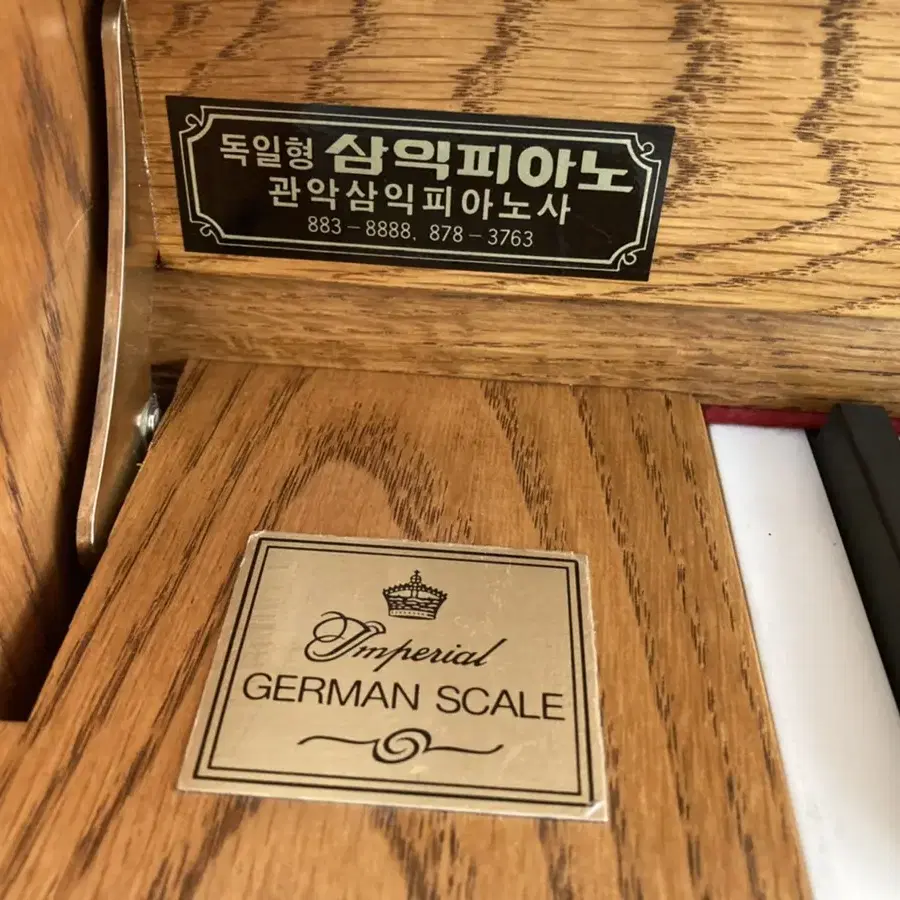 독일형 삼익피아노
관악삼익피아노사
883-8888. 878-3763
Imperial
GERMAN SCALE